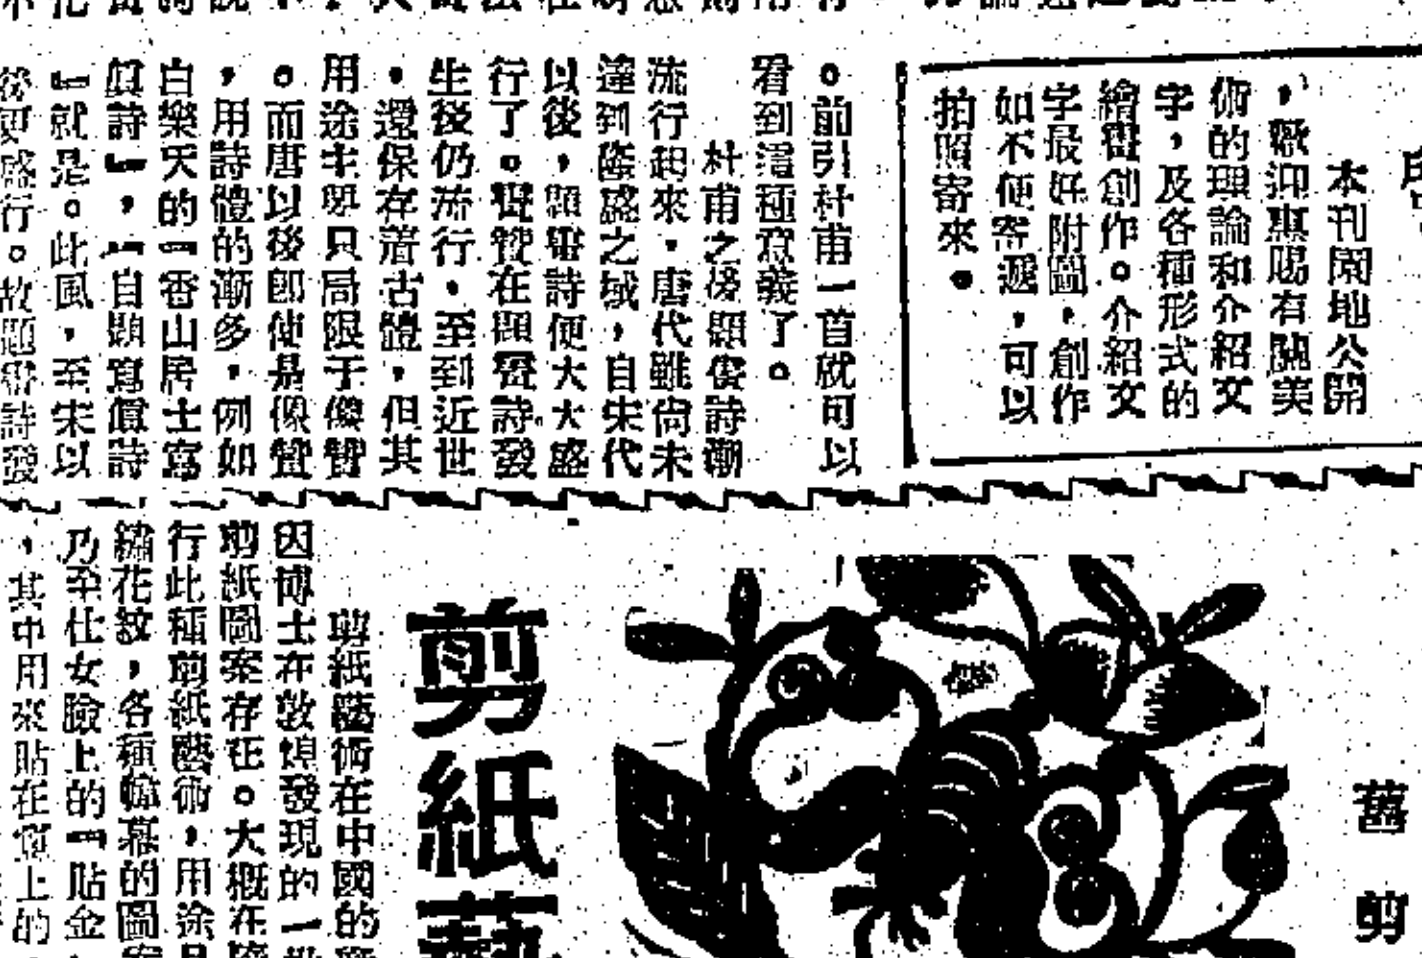 本刊園地公開
，歡迎惠賜有關美
術的理論和介紹文
字，及各種形式的
繪畫創作。介紹文
字最好附圖，創作
如不便寄遞，可以
拍照寄來。
。前引杜甫一首就可以
看到這種意義了。
杜甫之後題畫詩漸
流行起來，唐代雖尚未
達到隆盛之域，自宋代
以後，題畫詩便大大盛
行了。畫贊在題畫詩發
生後仍流行，至到近世
，還保存着古體，但其
用途主要只局限于像贊
。而唐以後卽使是像贊
，用詩體的漸多，例如
白樂天的「香山居士寫
眞詩」，「自題寫眞詩
」就是。此風，至宋以
後更盛行。故題畫詩發
舊剪
剪紙藝
剪紙藝術在中國的
因博士在敦煌發現的一
剪紙圖案存在。大概在
行此種剪紙藝術，用途
繡花紋，各種幛幕的圖案
乃至仕女臉上的「貼金
，其中用來貼在窗上的